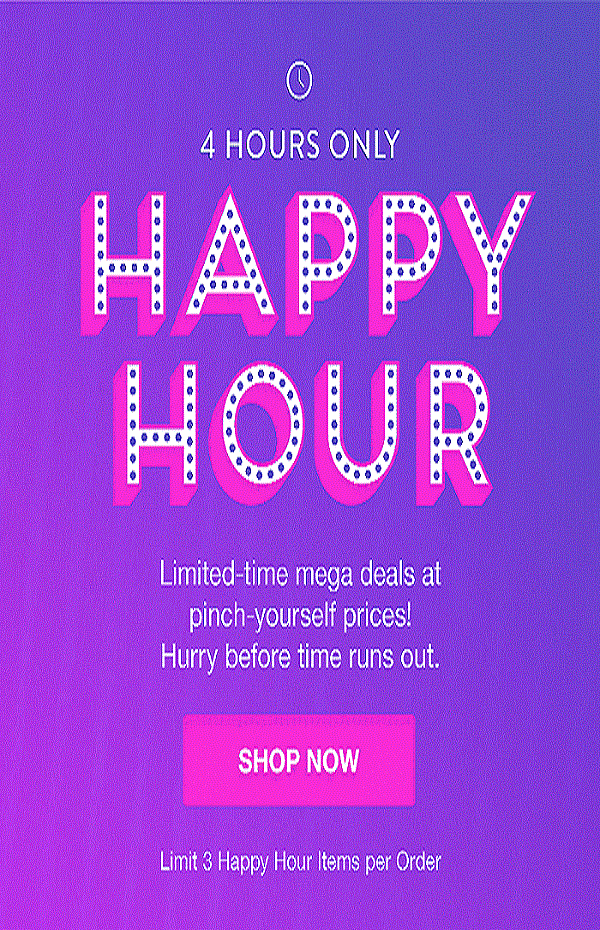 4 HOURS ONLY
HAPPY
HOUR
Limited-time mega deals at
pinch-yourself prices!
Hurry before time runs out.
SHOP NOW
Limit 3 Happy Hour Items per Order